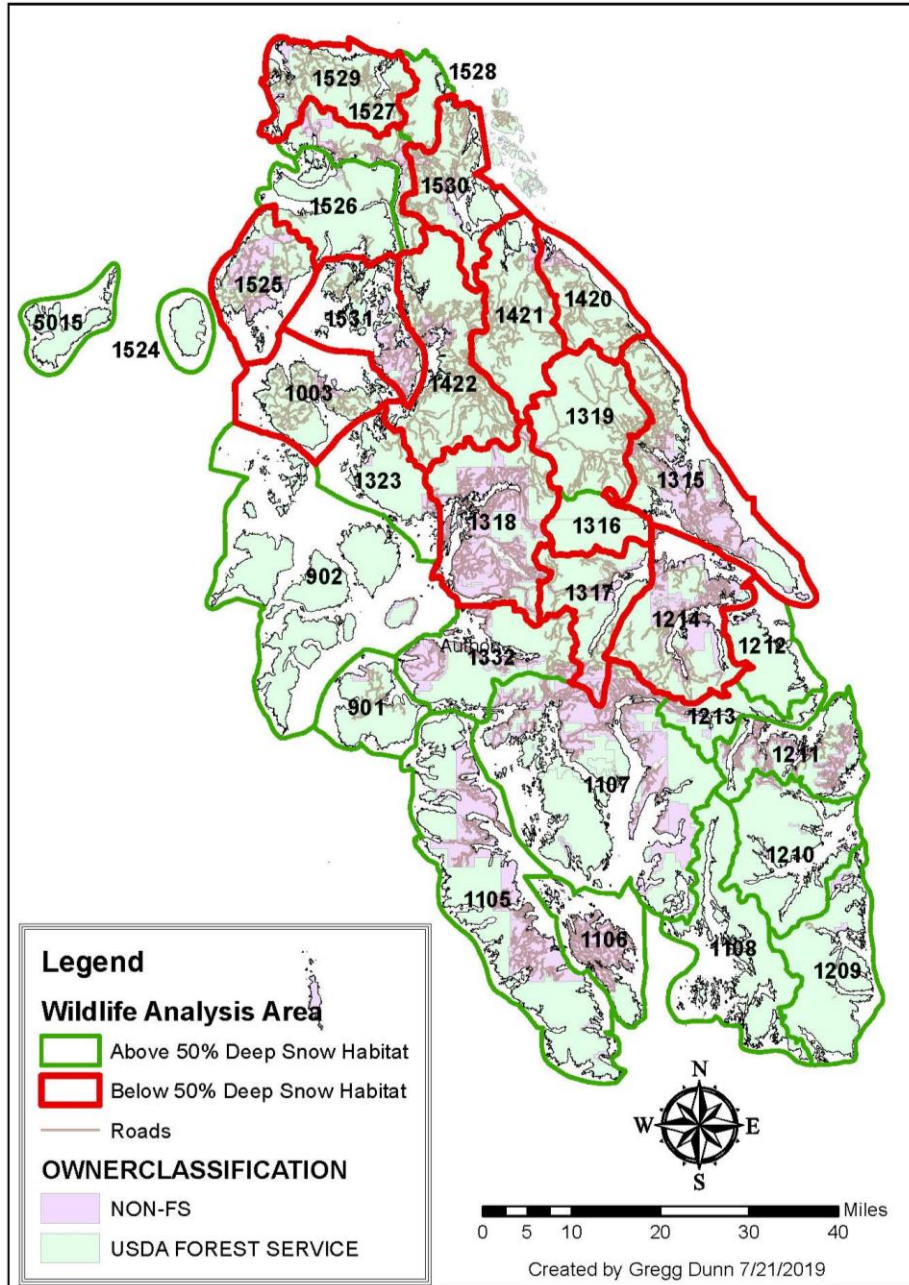 1529
1528
1527
1530
1526
1525
1420
5015
1531
1421
1524
1003
1422
1319
1323
1315
1318
1316
902
1317
1214
1332
1212
901
1213
1211
1107
1210
1105
1106
1108
1209
Legend
Wildlife Analysis Area
Above 50% Deep Snow Habitat
Below 50% Deep Snow Habitat
Roads
OWNERCLASSIFICATION
NON-FS
USDA FOREST SERVICE
N
W E
S
Miles
0 5 10 20 30 40
Created by Gregg Dunn 7/21/2019